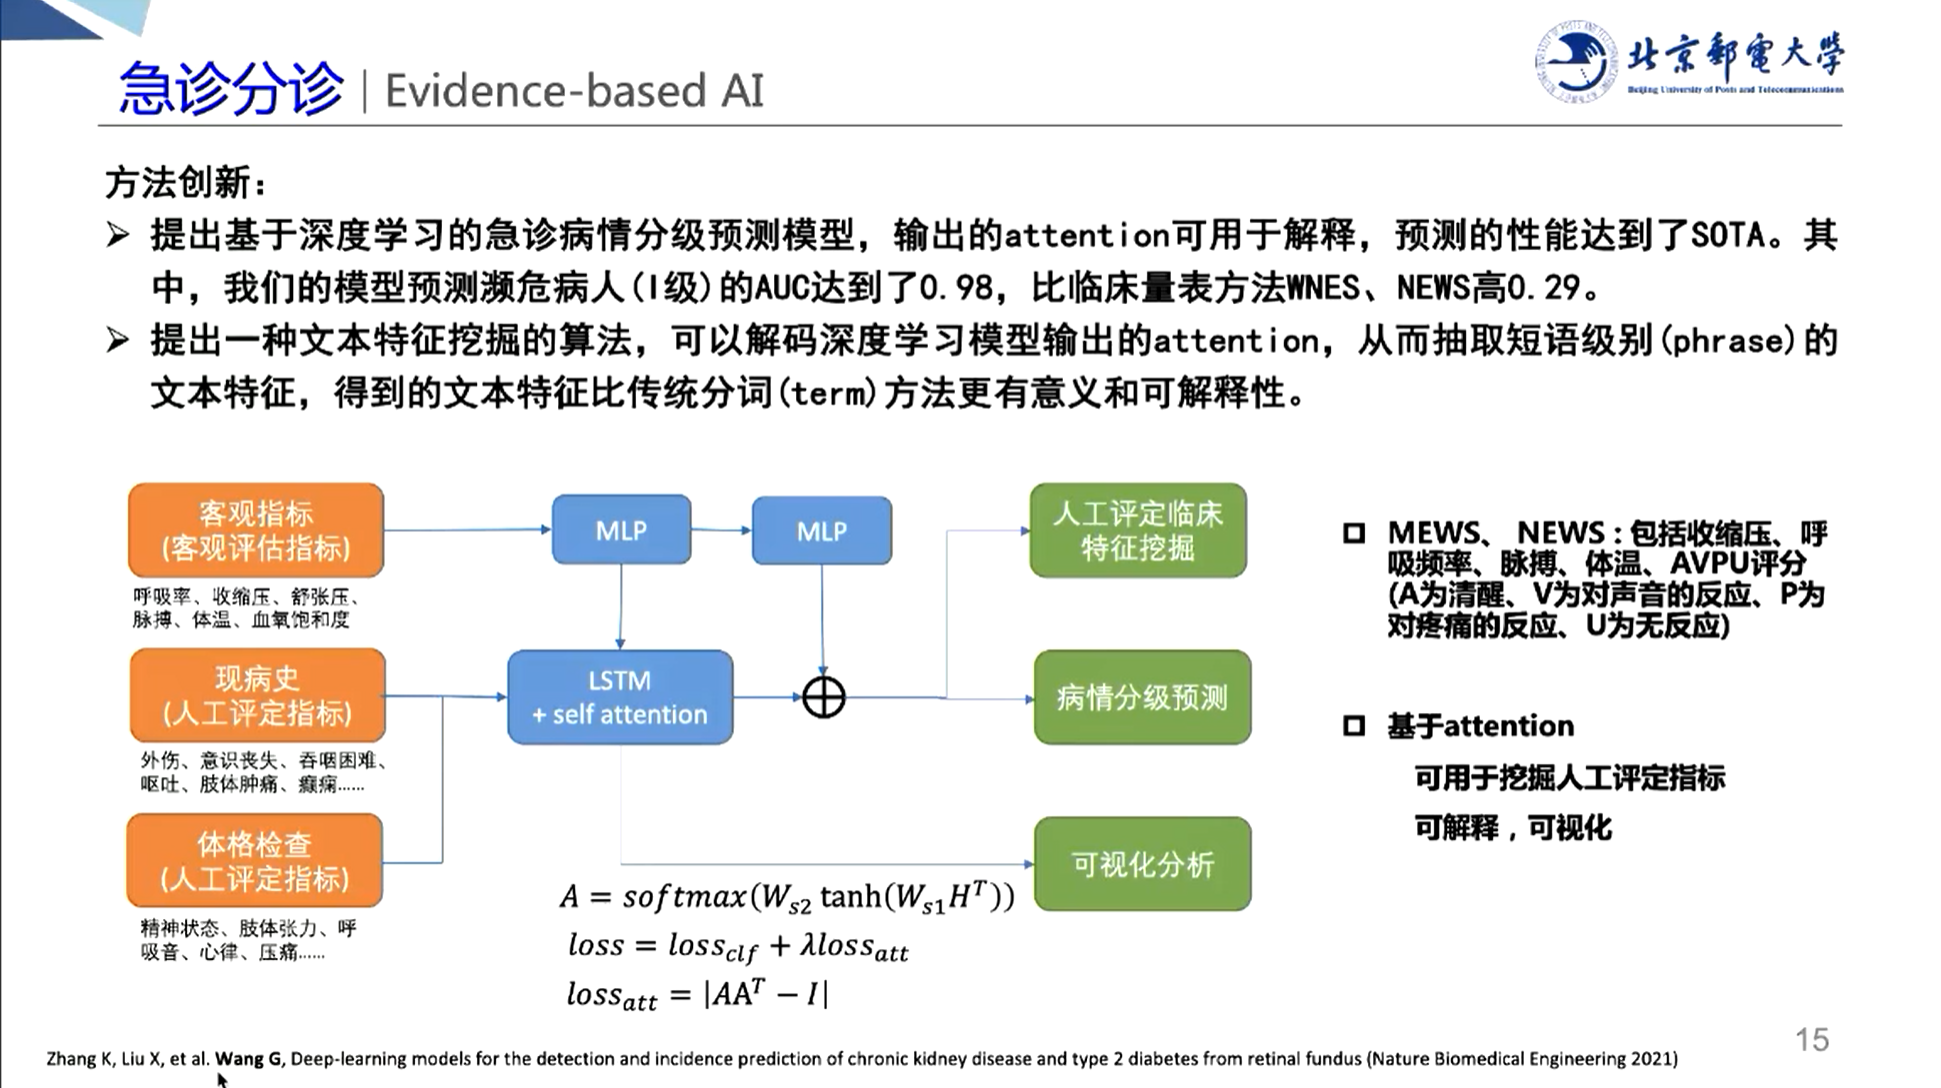 急诊分诊 | Evidence-based AI
北京邮电大学
Beijing University of Posts and Telecommunications
方法创新：
➢ 提出基于深度学习的急诊病情分级预测模型，输出的attention可用于解释，预测的性能达到了SOTA。其
中，我们的模型预测濒危病人(I级)的AUC达到了0.98，比临床量表方法WNES、NEWS高0.29。
➢ 提出一种文本特征挖掘的算法，可以解码深度学习模型输出的attention，从而抽取短语级别(phrase)的
文本特征，得到的文本特征比传统分词(term)方法更有意义和可解释性。
客观指标
(客观评估指标)
呼吸率、收缩压、舒张压、
脉搏、体温、血氧饱和度
现病史
(人工评定指标)
外伤、意识丧失、吞咽困难、
呕吐、肢体肿痛、癫痫......
体格检查
(人工评定指标)
精神状态、肢体张力、呼
吸音、心律、压痛......
MLP
MLP
LSTM
+ self attention
人工评定临床
特征挖掘
病情分级预测
可视化分析
A = softmax(W_{s2} tanh(W_{s1}H^T))
loss = loss_{clf} + λloss_{att}
loss_{att} = |AA^T − I|
MEWS、 NEWS：包括收缩压、呼
吸频率、脉搏、体温、AVPU评分
(A为清醒、V为对声音的反应、P为
对疼痛的反应、U为无反应)
基于attention
可用于挖掘人工评定指标
可解释，可视化
15
Zhang K, Liu X, et al. Wang G, Deep-learning models for the detection and incidence prediction of chronic kidney disease and type 2 diabetes from retinal fundus (Nature Biomedical Engineering 2021)